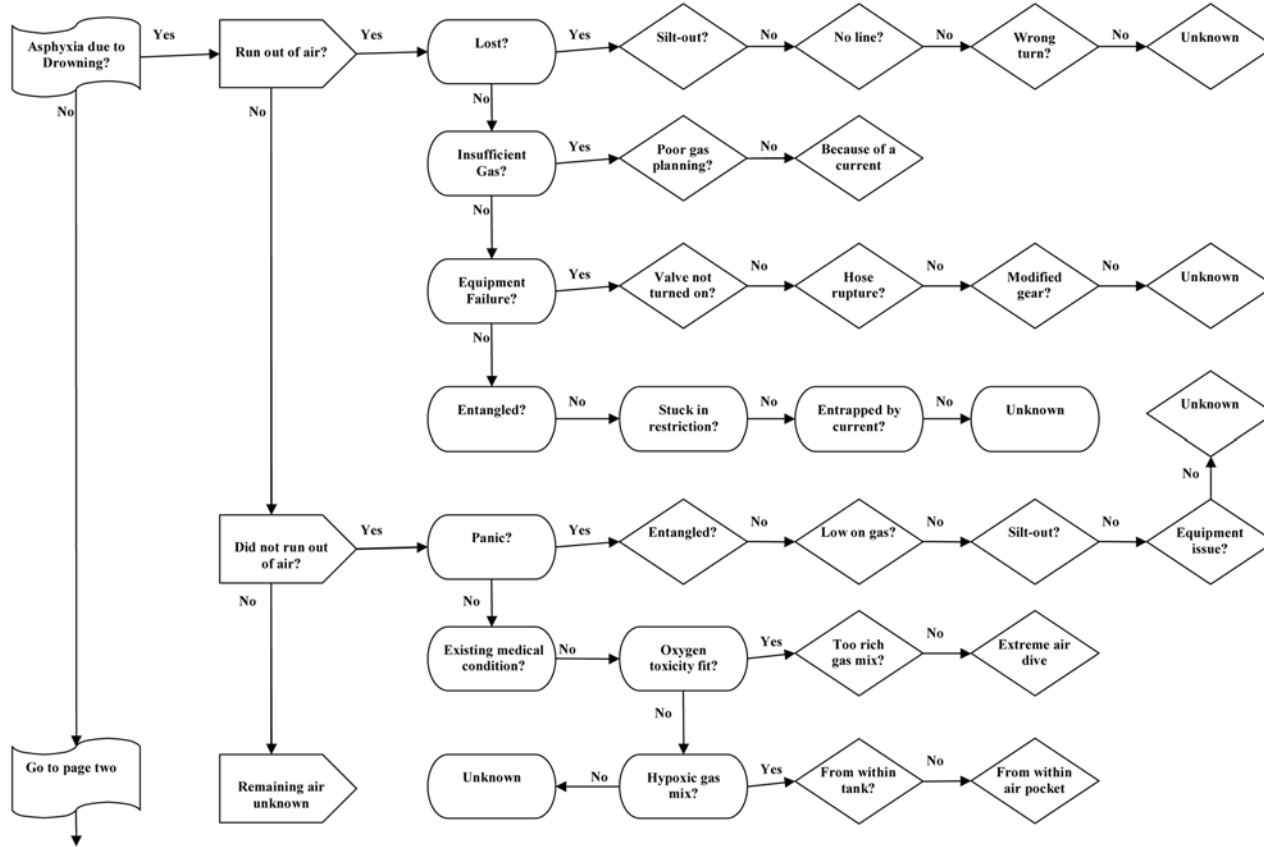 Asphyxia due to
Drowning?
Yes
Run out of air?
Yes
Lost?
Yes
Silt-out?
No
No line?
No
Wrong
turn?
No
Unknown
No
No
No
Insufficient
Gas?
Yes
Poor gas
planning?
No
Because of a
current
No
Equipment
Failure?
Yes
Valve not
turned on?
No
Hose
rupture?
No
Modified
gear?
No
Unknown
No
Entangled?
No
Stuck in
restriction?
No
Entrapped by
current?
No
Unknown
Unknown
No
Did not run out
of air?
Yes
Panic?
Yes
Entangled?
No
Low on gas?
No
Silt-out?
No
Equipment
issue?
No
No
Existing medical
condition?
No
Oxygen
toxicity fit?
Yes
Too rich
gas mix?
No
Extreme air
dive
No
Go to page two
Remaining air
unknown
Unknown
No
Hypoxic gas
mix?
Yes
From within
tank?
No
From within
air pocket